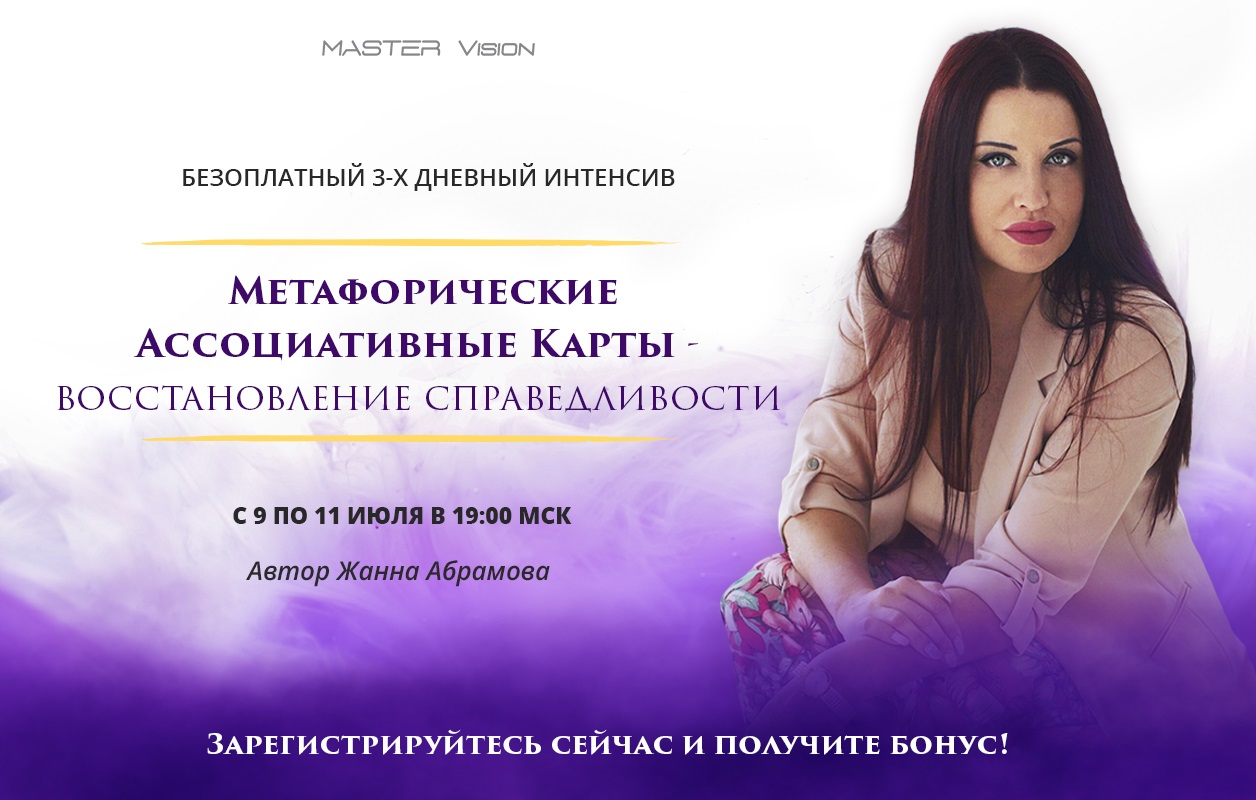 MASTER Vision
БЕЗОПЛАТНЫЙ 3-Х ДНЕВНЫЙ ИНТЕНСИВ
Метафорические
Ассоциативные Карты -
восстановление справедливости
С 9 ПО 11 ИЮЛЯ В 19:00 МСК
Автор Жанна Абрамова
Зарегистрируйтесь сейчас и получите бонус!